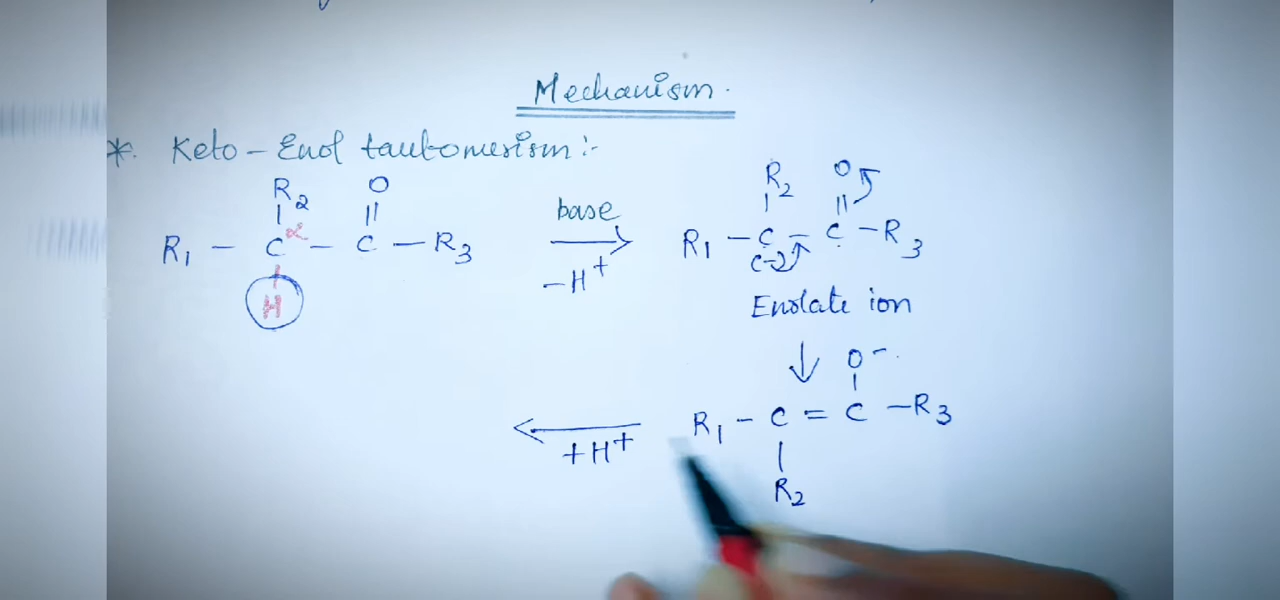 Mechanism.
*. Keto - Enol tautomerism :-
R2 O
| ||
R1 - C α - C - R3
|
H
base
-H+
R2 O
| ||
R1 - C - C - R3
(-)
Enolate ion
O-
|
R1 - C = C - R3
|
R2
+H+